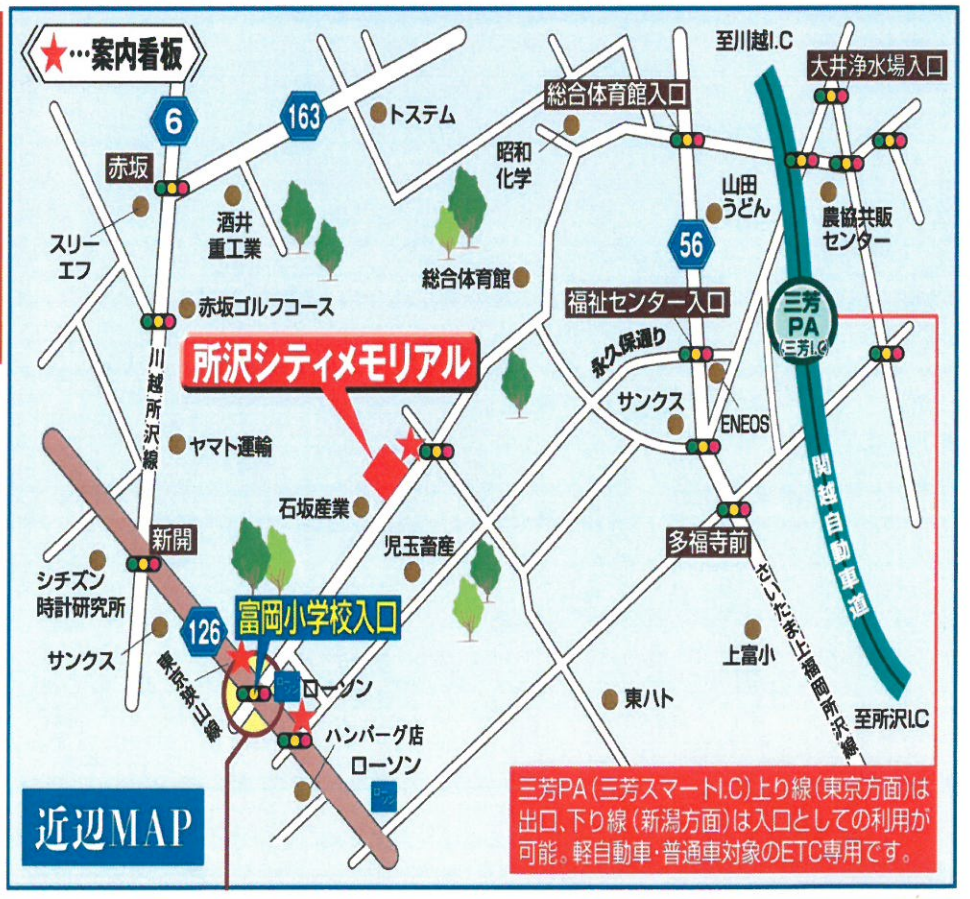 ★…案内看板
至川越I.C
大井浄水場入口
総合体育館入口
6
163
トステム
昭和
化学
赤坂
山田
うどん
農協共販
センター
スリー
エフ
酒井
重工業
56
総合体育館
赤坂ゴルフコース
福祉センター入口
三芳
PA
(三芳I.C)
所沢シティメモリアル
永久保通り
川越所沢線
サンクス
ENEOS
ヤマト運輸
関越自動車道
石坂産業
新開
児玉畜産
多福寺前
シチズン
時計研究所
126
富岡小学校入口
さいたま上福岡所沢線
サンクス
上富小
東京狭山線
ローソン
ローソン
東ハト
至所沢I.C
ハンバーグ店
ローソン
ローソン
近辺MAP
三芳PA(三芳スマートI.C)上り線(東京方面)は
出口、下り線(新潟方面)は入口としての利用が
可能。軽自動車・普通車対象のETC専用です。